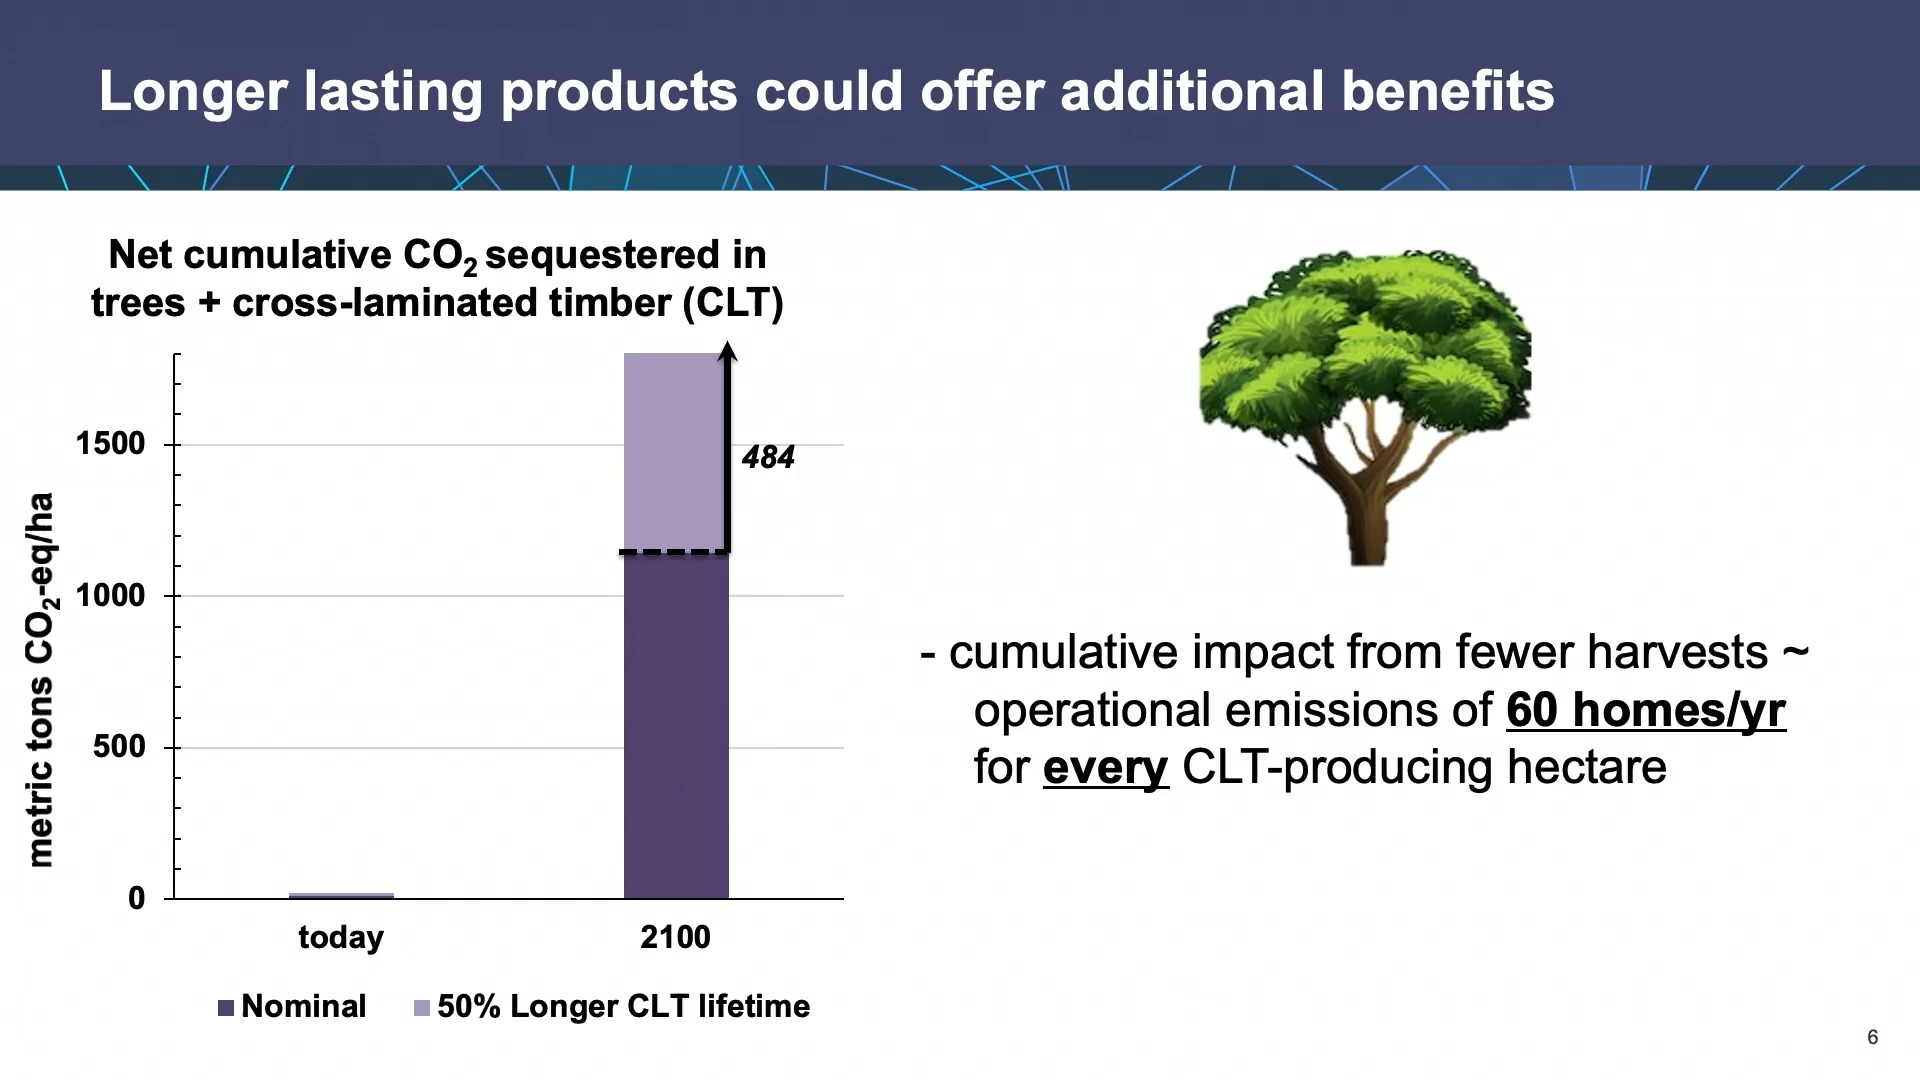 Longer lasting products could offer additional benefits
Net cumulative CO₂ sequestered in
trees + cross-laminated timber (CLT)
metric tons CO₂-eq/ha
1500
1000
500
0
484
today
2100
Nominal
50% Longer CLT lifetime
- cumulative impact from fewer harvests ~
operational emissions of 60 homes/yr
for every CLT-producing hectare
6